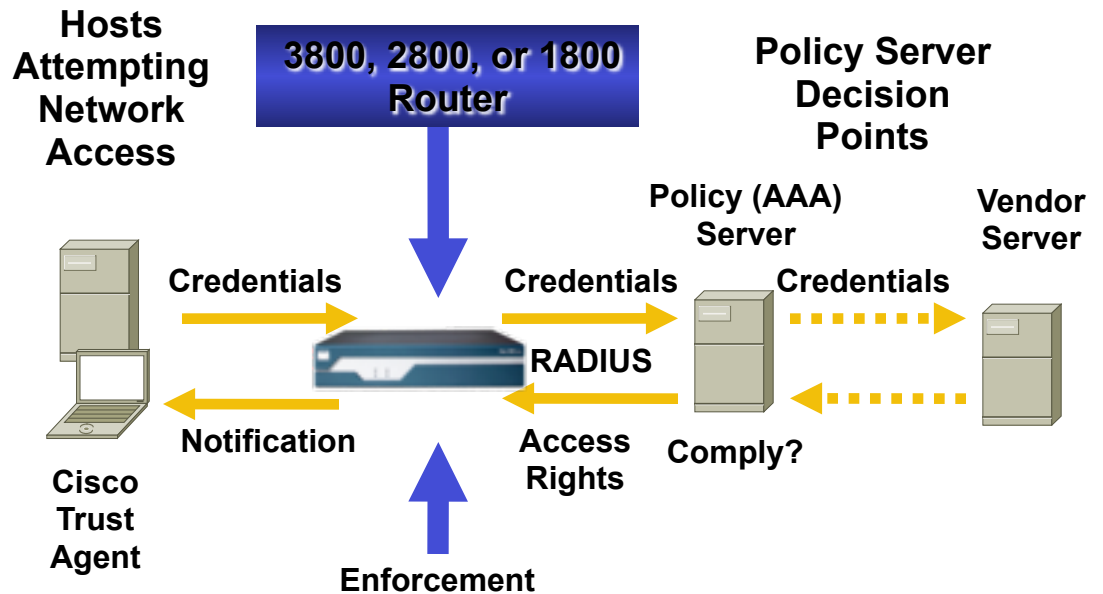 Hosts
Attempting
Network
Access
3800, 2800, or 1800
Router
Policy Server
Decision
Points
Policy (AAA)
Server
Vendor
Server
Credentials
Credentials
Credentials
RADIUS
Notification
Access
Rights
Comply?
Cisco
Trust
Agent
Enforcement